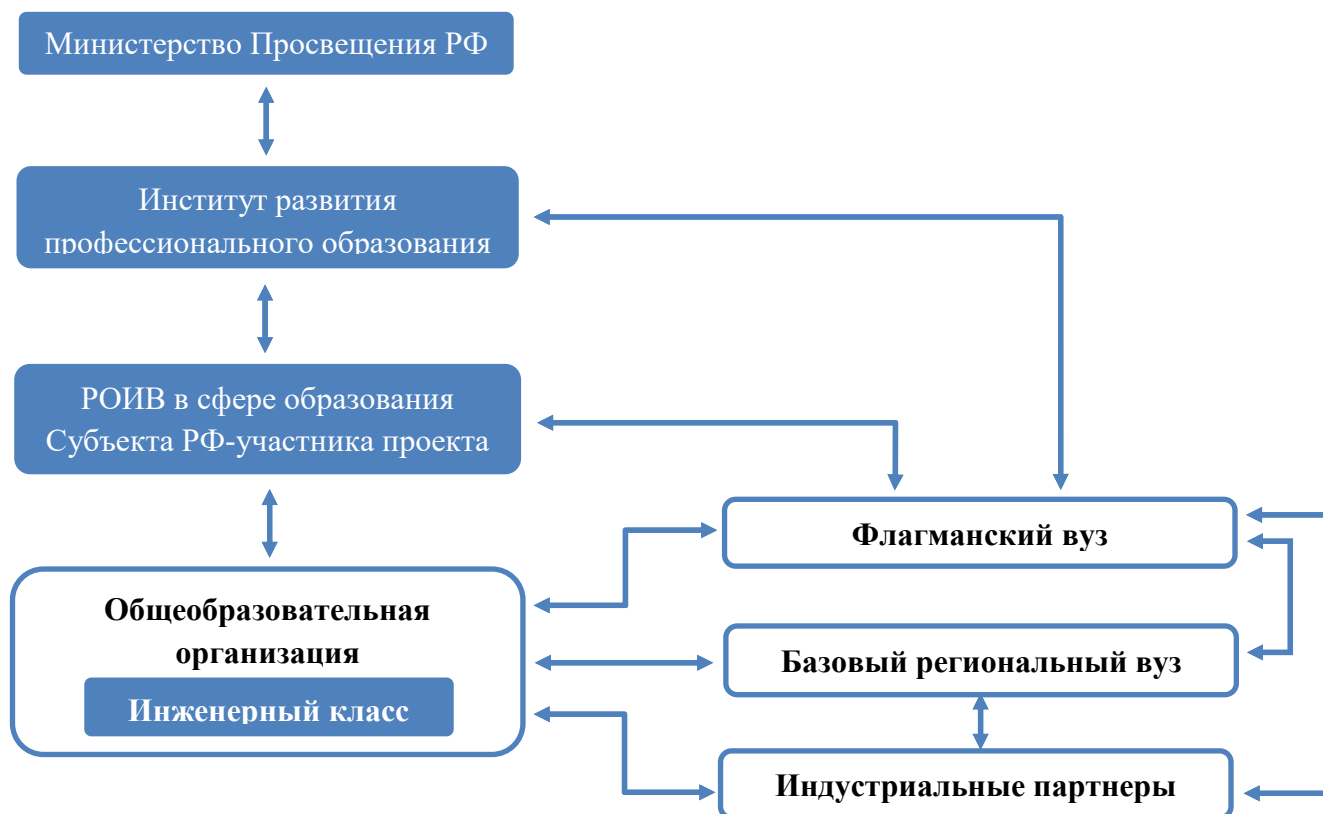 Министерство Просвещения РФ
Институт развития
профессионального образования
РОИВ в сфере образования
Субъекта РФ-участника проекта
Флагманский вуз
Общеобразовательная
организация
Базовый региональный вуз
Инженерный класс
Индустриальные партнеры